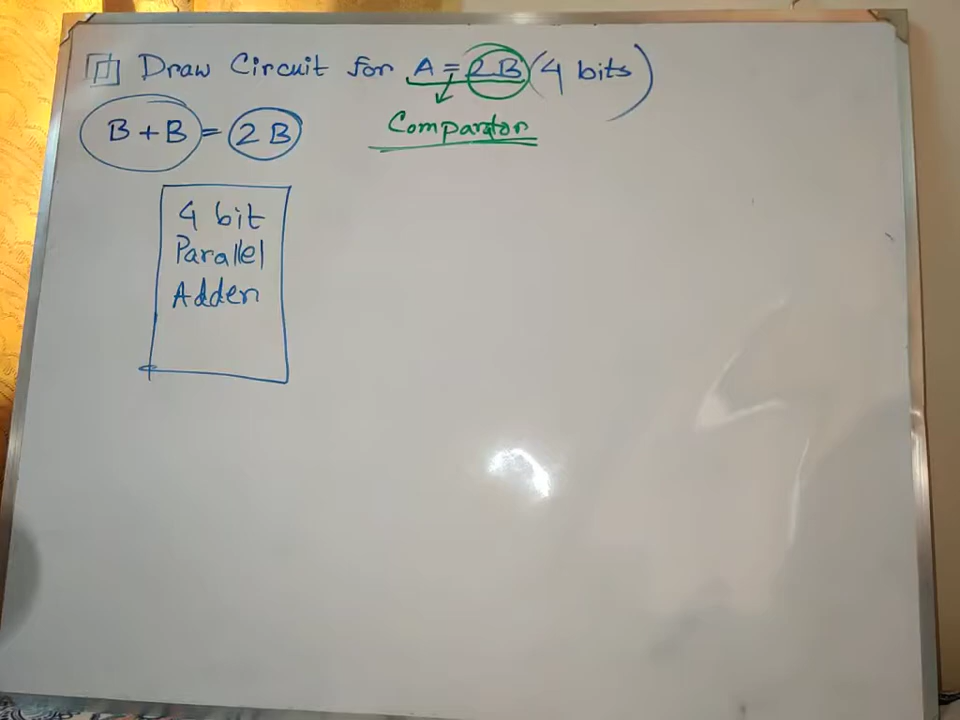 Draw Circuit for A = 2B (4 bits)
Comparator
B + B = 2B
4 bit
Parallel
Adder